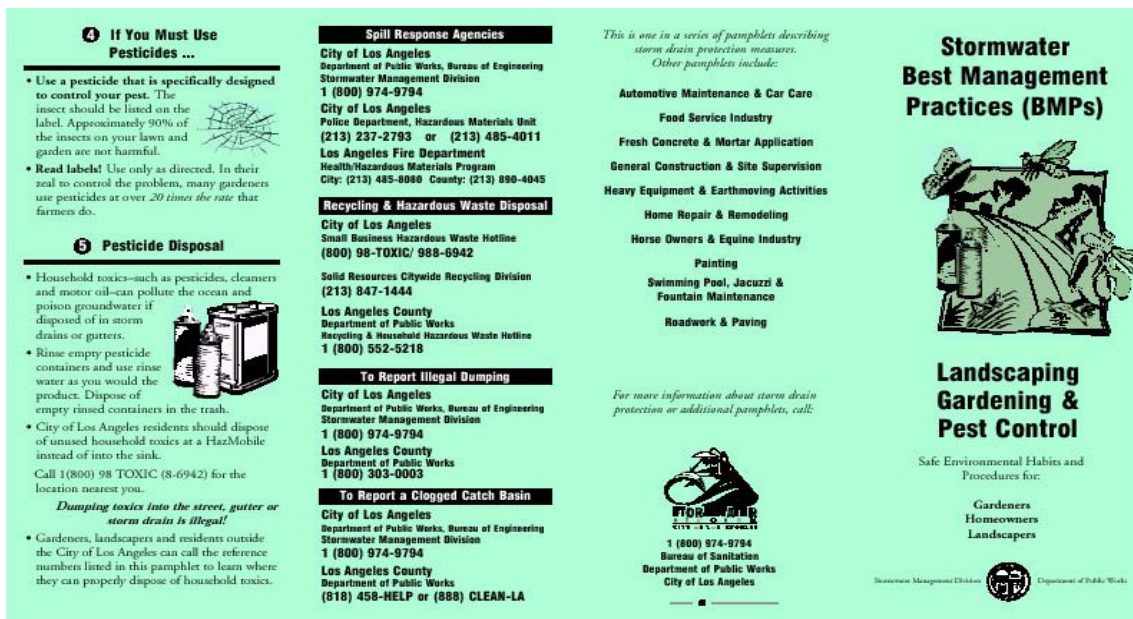 4 If You Must Use
Pesticides ...
• Use a pesticide that is specifically designed
to control your pest. The
insect should be listed on the
label. Approximately 90% of
the insects on your lawn and
garden are not harmful.
• Read labels! Use only as directed. In their
zeal to control the problem, many gardeners
use pesticides at over 20 times the rate that
farmers do.
5 Pesticide Disposal
• Household toxics–such as pesticides, cleansers
and motor oil–can pollute the ocean and
poison groundwater if
disposed of in storm
drains or gutters.
• Rinse empty pesticide
containers and use rinse
water as you would the
product. Dispose of
empty rinsed containers in the trash.
• City of Los Angeles residents should dispose
of unused household toxics at a HazMobile
instead of into the sink.
Call 1(800) 98 TOXIC (8-6942) for the
location nearest you.
Dumping toxics into the street, gutter or
storm drain is illegal!
• Gardeners, landscapers and residents outside
the City of Los Angeles can call the reference
numbers listed in this pamphlet to learn where
they can properly dispose of household toxics.
Spill Response Agencies
City of Los Angeles
Department of Public Works, Bureau of Engineering
Stormwater Management Division
1 (800) 974-9794
City of Los Angeles
Police Department, Hazardous Materials Unit
(213) 237-2793 or (213) 485-4011
Los Angeles Fire Department
Health/Hazardous Materials Program
City: (213) 485-8080 County: (213) 890-4045
Recycling & Hazardous Waste Disposal
City of Los Angeles
Small Business Hazardous Waste Hotline
(800) 98-TOXIC/ 988-6942
Solid Resources Citywide Recycling Division
(213) 847-1444
Los Angeles County
Department of Public Works
Recycling & Household Hazardous Waste Hotline
1 (800) 552-5218
To Report Illegal Dumping
City of Los Angeles
Department of Public Works, Bureau of Engineering
Stormwater Management Division
1 (800) 974-9794
Los Angeles County
Department of Public Works
1 (800) 303-0003
To Report a Clogged Catch Basin
City of Los Angeles
Department of Public Works, Bureau of Engineering
Stormwater Management Division
1 (800) 974-9794
Los Angeles County
Department of Public Works
(818) 458-HELP or (888) CLEAN-LA
This is one in a series of pamphlets describing
storm drain protection measures.
Other pamphlets include:
Automotive Maintenance & Car Care
Food Service Industry
Fresh Concrete & Mortar Application
General Construction & Site Supervision
Heavy Equipment & Earthmoving Activities
Home Repair & Remodeling
Horse Owners & Equine Industry
Painting
Swimming Pool, Jacuzzi &
Fountain Maintenance
Roadwork & Paving
For more information about storm drain
protection or additional pamphlets, call:
1 (800) 974-9794
Bureau of Sanitation
Department of Public Works
City of Los Angeles
Stormwater
Best Management
Practices (BMPs)
Landscaping
Gardening &
Pest Control
Safe Environmental Habits and
Procedures for:
Gardeners
Homeowners
Landscapers
Stormwater Management Division
Department of Public Works